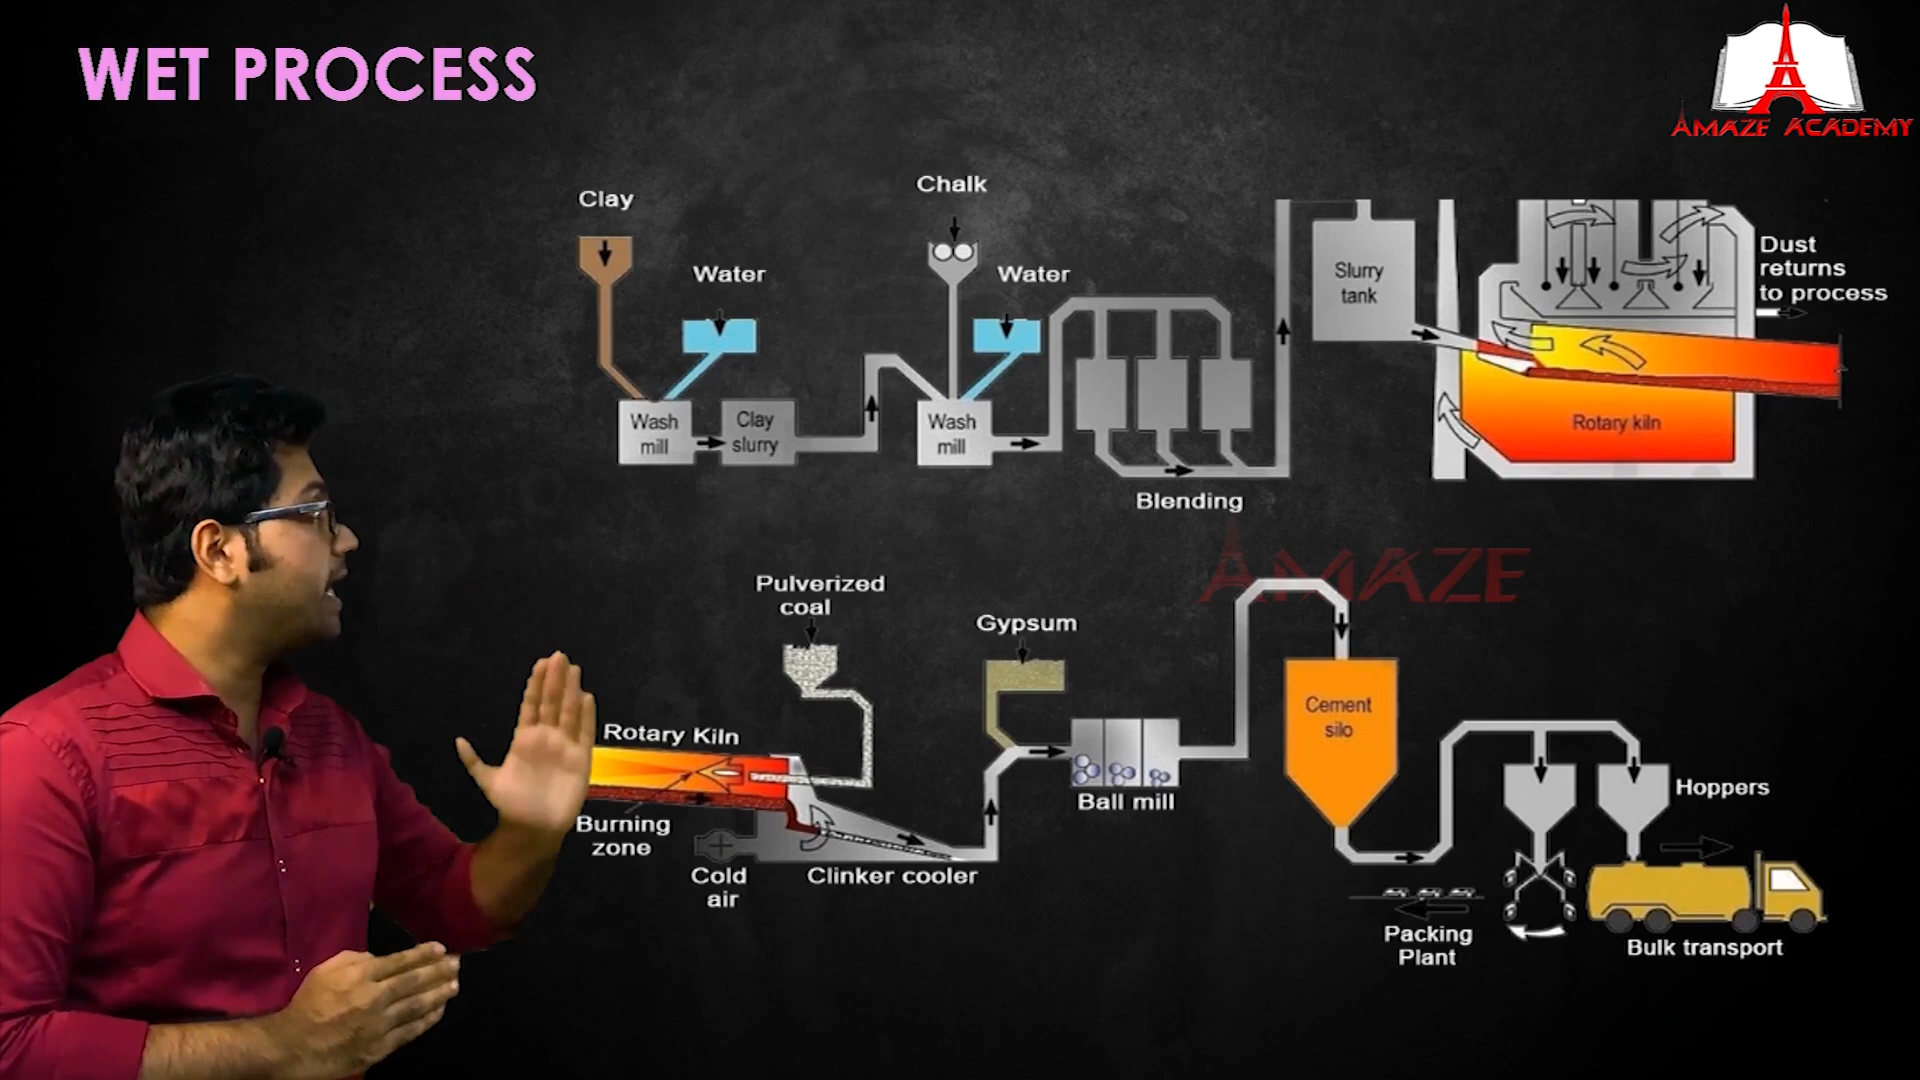 WET PROCESS
AMAZE ACADEMY
Clay
Chalk
Water
Water
Slurry
tank
Dust
returns
to process
Wash
mill
Clay
slurry
Wash
mill
Rotary kiln
Blending
AMAZE
Pulverized
coal
Gypsum
Rotary Kiln
Cement
silo
Burning
zone
Ball mill
Hoppers
Cold
air
Clinker cooler
Packing
Plant
Bulk transport